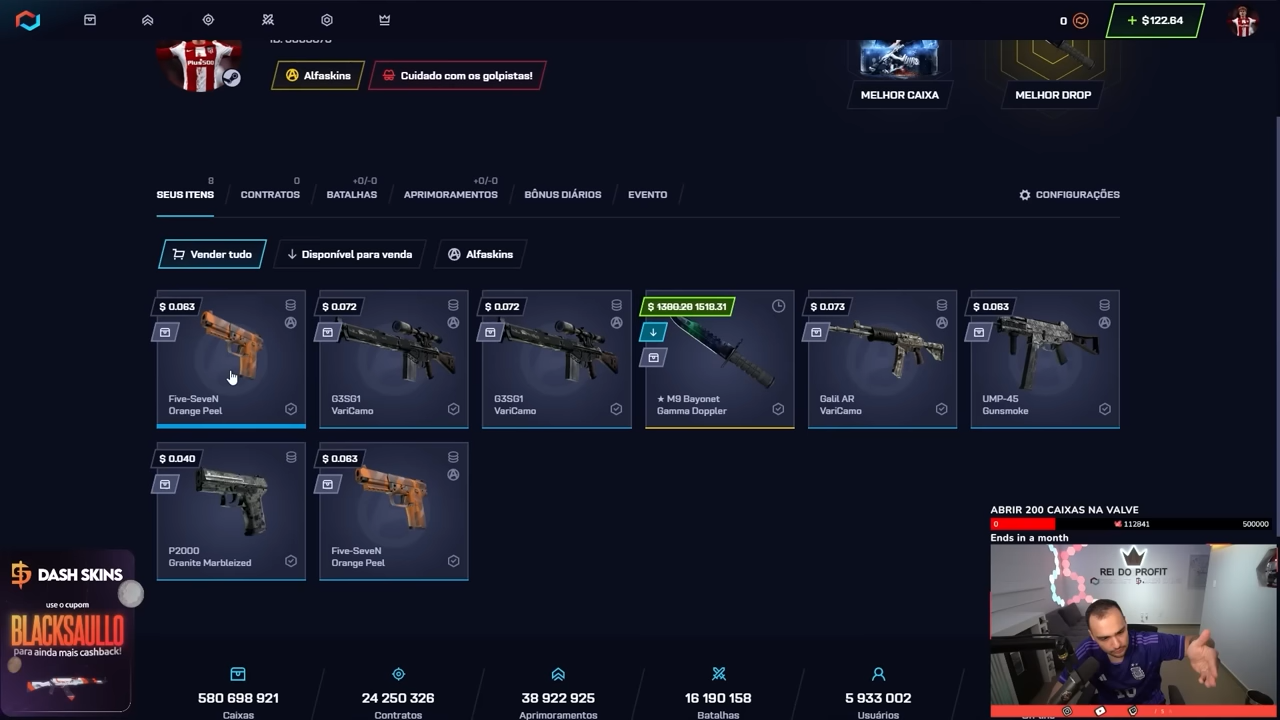 0
+ $122.64
Plus500
Alfaskins
Cuidado com os golpistas!
MELHOR CAIXA
MELHOR DROP
8
SEUS ITENS
0
CONTRATOS
+0/-0
BATALHAS
+0/-0
APRIMORAMENTOS
BÔNUS DIÁRIOS
EVENTO
CONFIGURAÇÕES
Vender tudo
Disponível para venda
Alfaskins
$ 0.063
Five-SeveN
Orange Peel
$ 0.072
G3SG1
VariCamo
$ 0.072
G3SG1
VariCamo
$ 1380.28 1518.31
★ M9 Bayonet
Gamma Doppler
$ 0.073
Galil AR
VariCamo
$ 0.063
UMP-45
Gunsmoke
$ 0.040
P2000
Granite Marbleized
$ 0.063
Five-SeveN
Orange Peel
ABRIR 200 CAIXAS NA VALVE
0
112841
500000
Ends in a month
REI DO PROFIT
DASH SKINS
use o cupom
BLACKSAULLO
para ainda mais cashback!
580 698 921
Caixas
24 250 326
Contratos
38 922 925
Aprimoramentos
16 190 158
Batalhas
5 933 002
Usuários